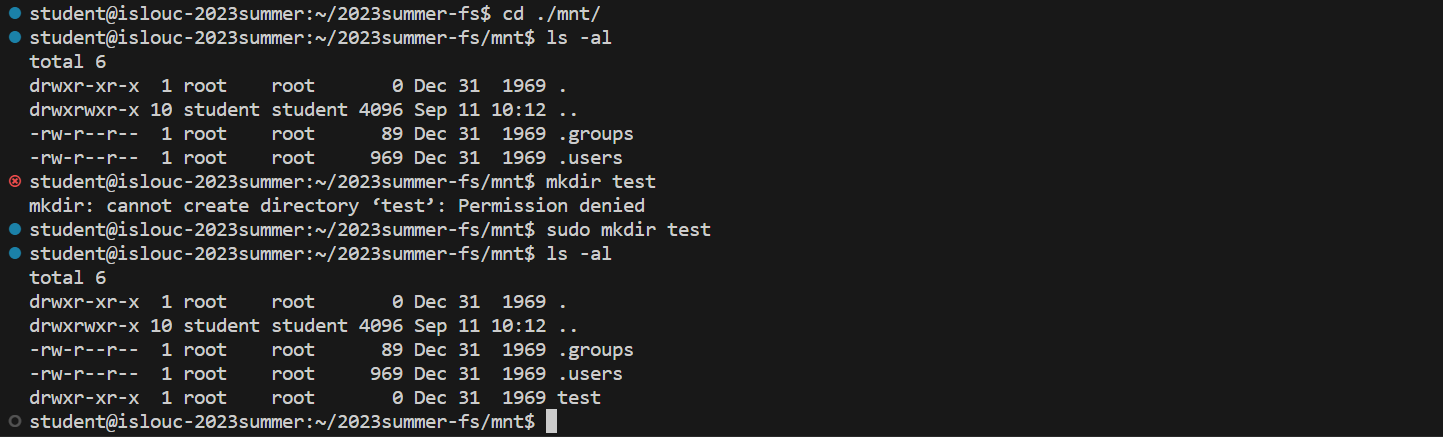 student@islouc-2023summer:~/2023summer-fs$ cd ./mnt/
student@islouc-2023summer:~/2023summer-fs/mnt$ ls -al
total 6
drwxr-xr-x  1 root    root       0 Dec 31  1969 .
drwxrwxr-x 10 student student 4096 Sep 11 10:12 ..
-rw-r--r--  1 root    root      89 Dec 31  1969 .groups
-rw-r--r--  1 root    root     969 Dec 31  1969 .users
student@islouc-2023summer:~/2023summer-fs/mnt$ mkdir test
mkdir: cannot create directory ‘test’: Permission denied
student@islouc-2023summer:~/2023summer-fs/mnt$ sudo mkdir test
student@islouc-2023summer:~/2023summer-fs/mnt$ ls -al
total 6
drwxr-xr-x  1 root    root       0 Dec 31  1969 .
drwxrwxr-x 10 student student 4096 Sep 11 10:12 ..
-rw-r--r--  1 root    root      89 Dec 31  1969 .groups
-rw-r--r--  1 root    root     969 Dec 31  1969 .users
drwxr-xr-x  1 root    root       0 Dec 31  1969 test
student@islouc-2023summer:~/2023summer-fs/mnt$